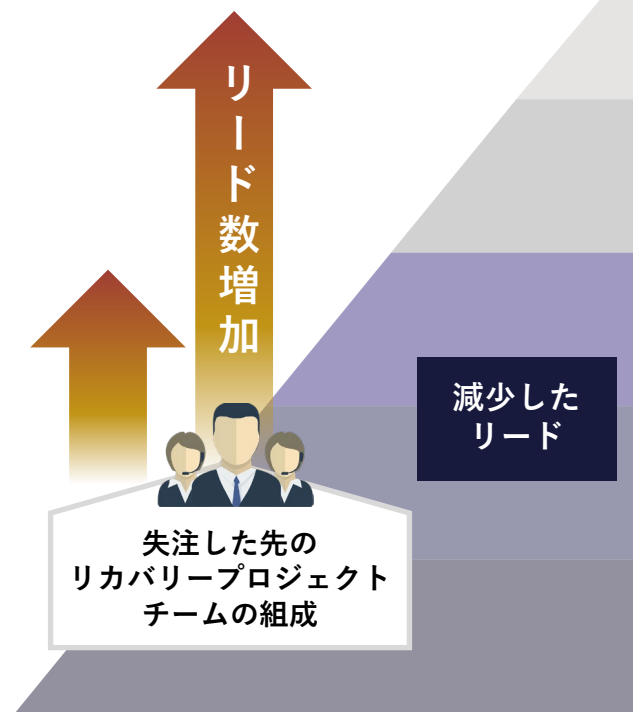 リード数増加
減少した
リード
失注した先の
リカバリープロジェクト
チームの組成